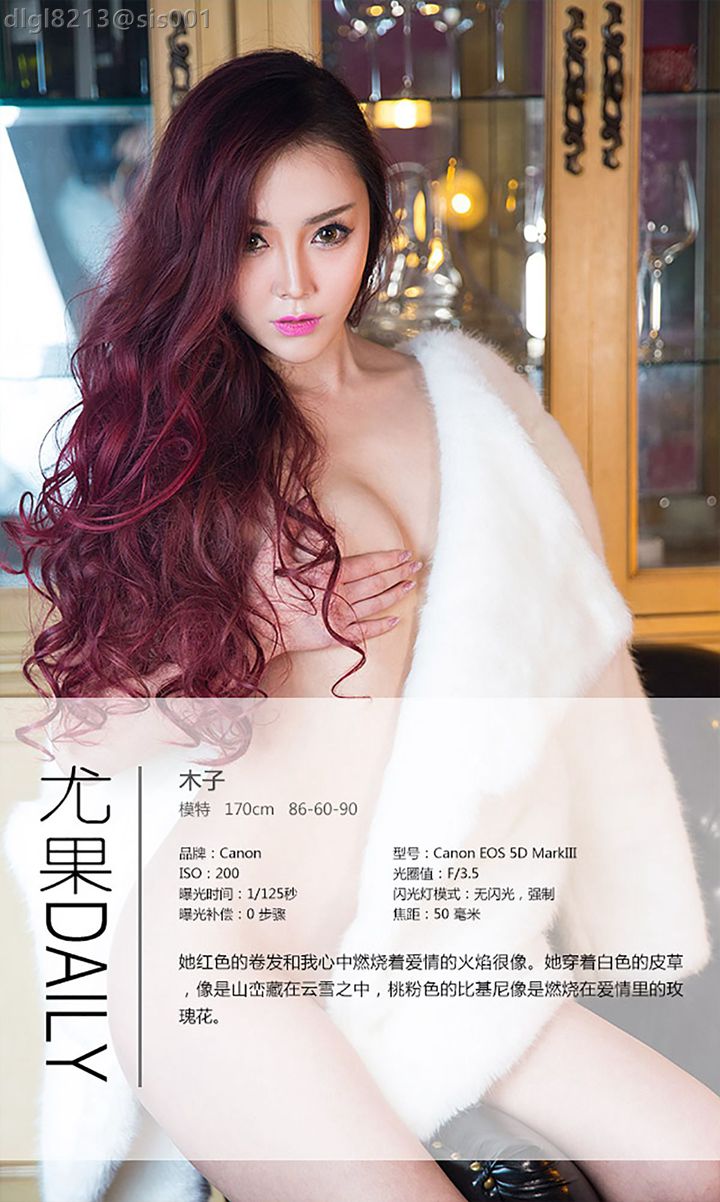 dlgl8213@sis001
尤果DAILY
木子
模特 170cm 86-60-90
品牌：Canon
型号：Canon EOS 5D MarkIII
ISO：200
光圈值：F/3.5
曝光时间：1/125秒
闪光灯模式：无闪光，强制
曝光补偿：0 步骤
焦距：50 毫米
她红色的卷发和我心中燃烧着爱情的火焰很像。她穿着白色的皮草
，像是山峦藏在云雪之中，桃粉色的比基尼像是燃烧在爱情里的玫
瑰花。